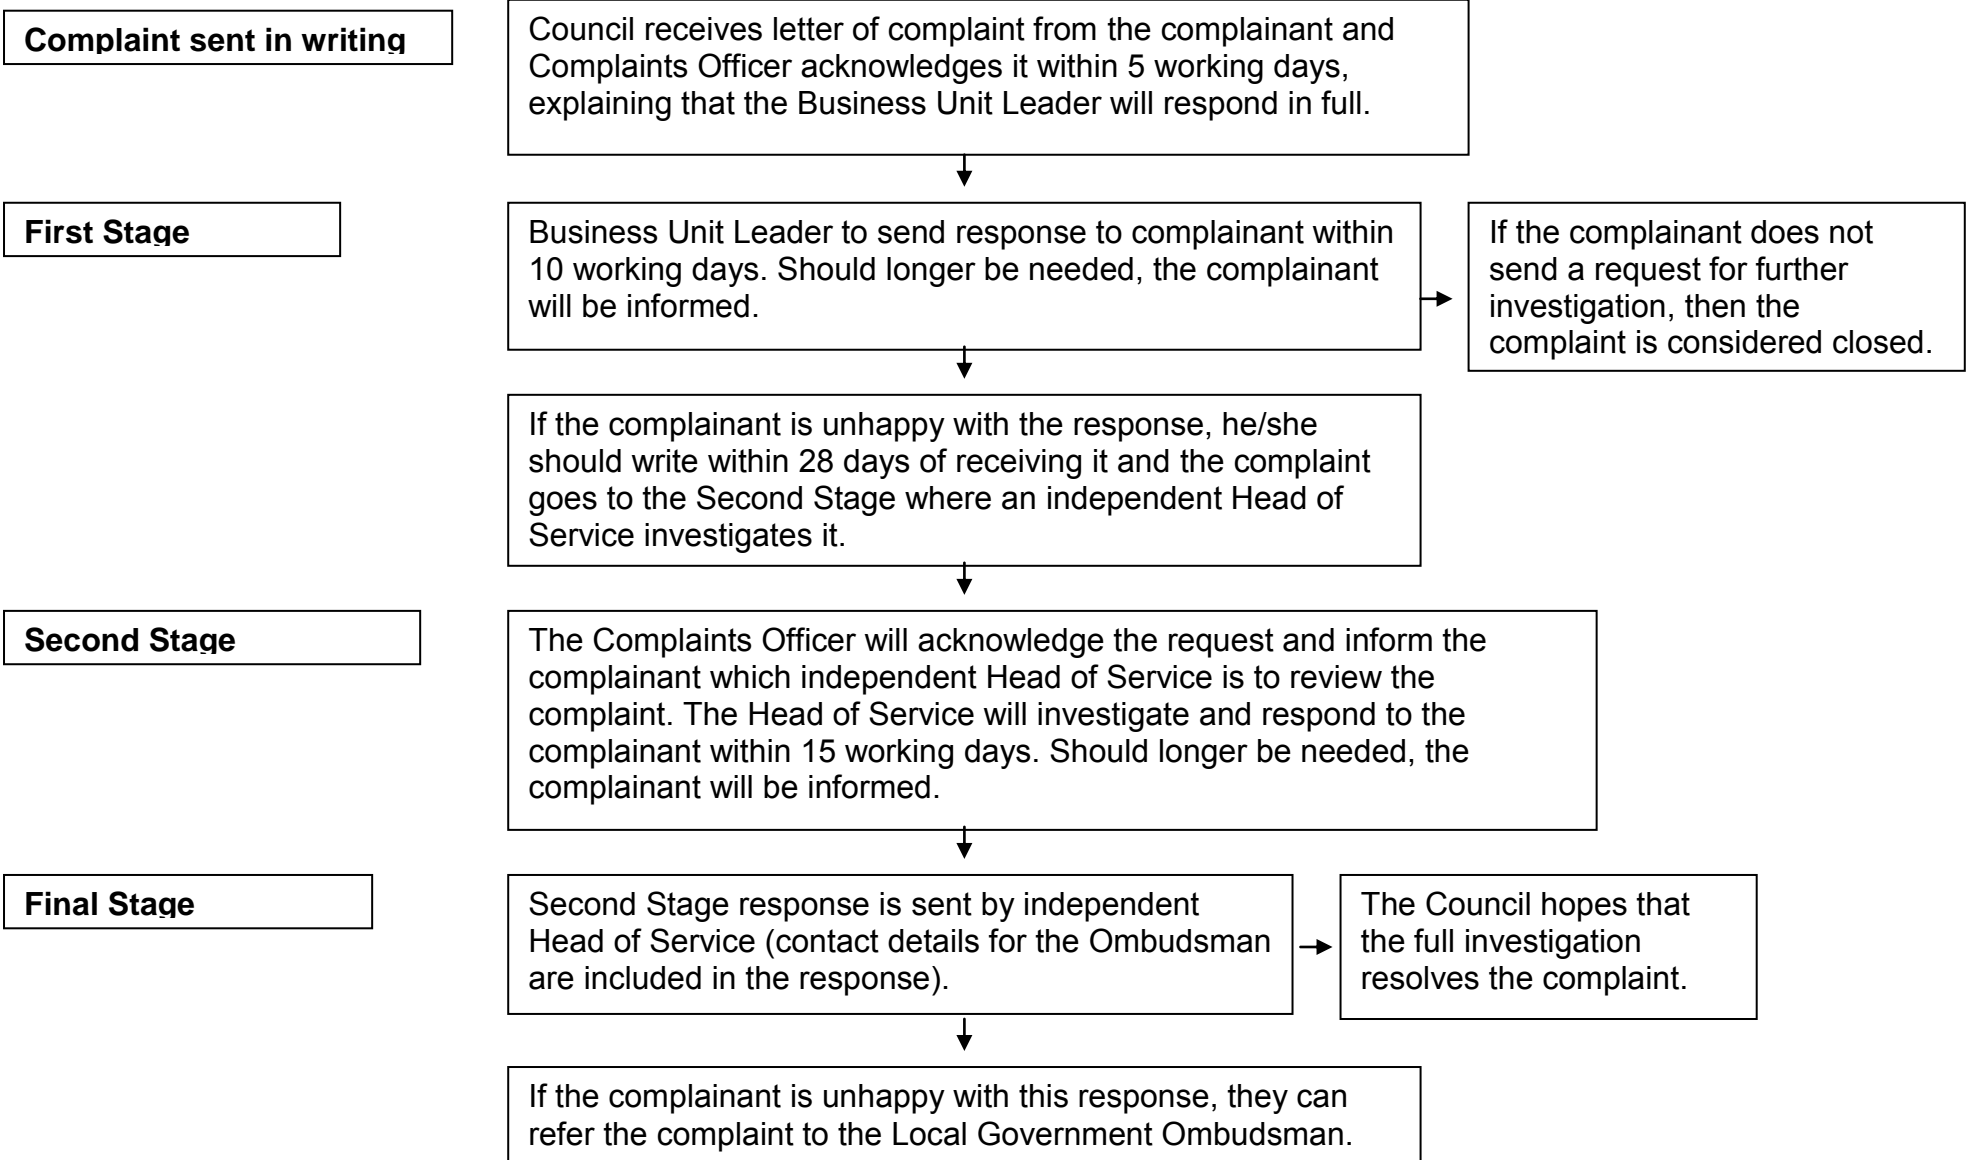 Complaint sent in writing
Council receives letter of complaint from the complainant and
Complaints Officer acknowledges it within 5 working days,
explaining that the Business Unit Leader will respond in full.
First Stage
Business Unit Leader to send response to complainant within
10 working days. Should longer be needed, the complainant
will be informed.
If the complainant does not
send a request for further
investigation, then the
complaint is considered closed.
If the complainant is unhappy with the response, he/she
should write within 28 days of receiving it and the complaint
goes to the Second Stage where an independent Head of
Service investigates it.
Second Stage
The Complaints Officer will acknowledge the request and inform the
complainant which independent Head of Service is to review the
complaint. The Head of Service will investigate and respond to the
complainant within 15 working days. Should longer be needed, the
complainant will be informed.
Final Stage
Second Stage response is sent by independent
Head of Service (contact details for the Ombudsman
are included in the response).
The Council hopes that
the full investigation
resolves the complaint.
If the complainant is unhappy with this response, they can
refer the complaint to the Local Government Ombudsman.